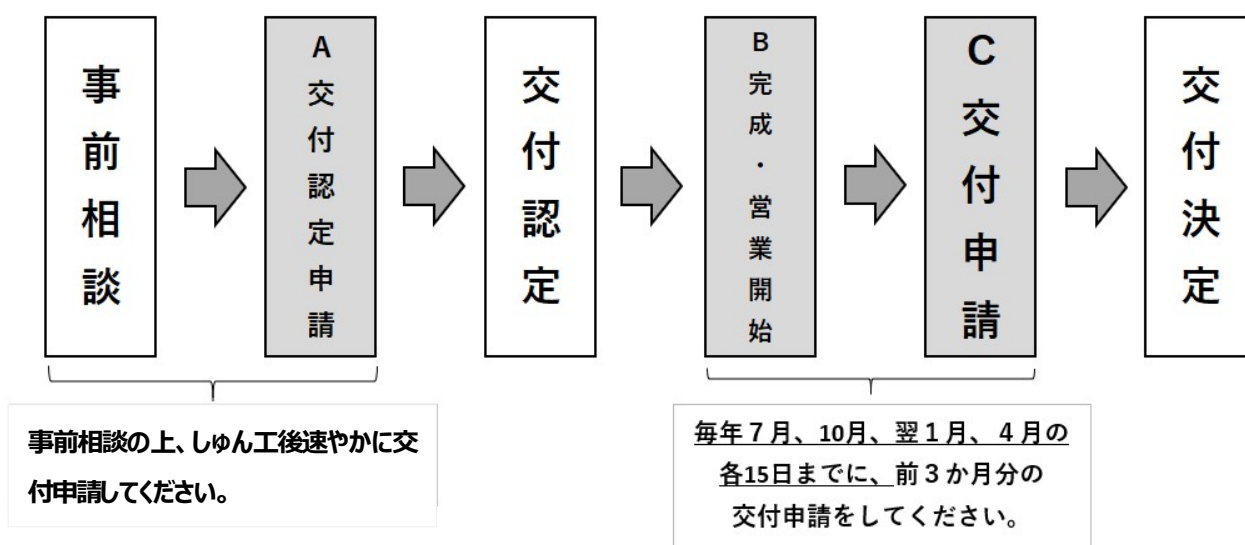 事前相談
A交付認定申請
交付認定
B完成・営業開始
C交付申請
交付決定
事前相談の上、しゅん工後速やかに交
付申請してください。
毎年７月、10月、翌１月、４月の
各15日までに、前３か月分の
交付申請をしてください。